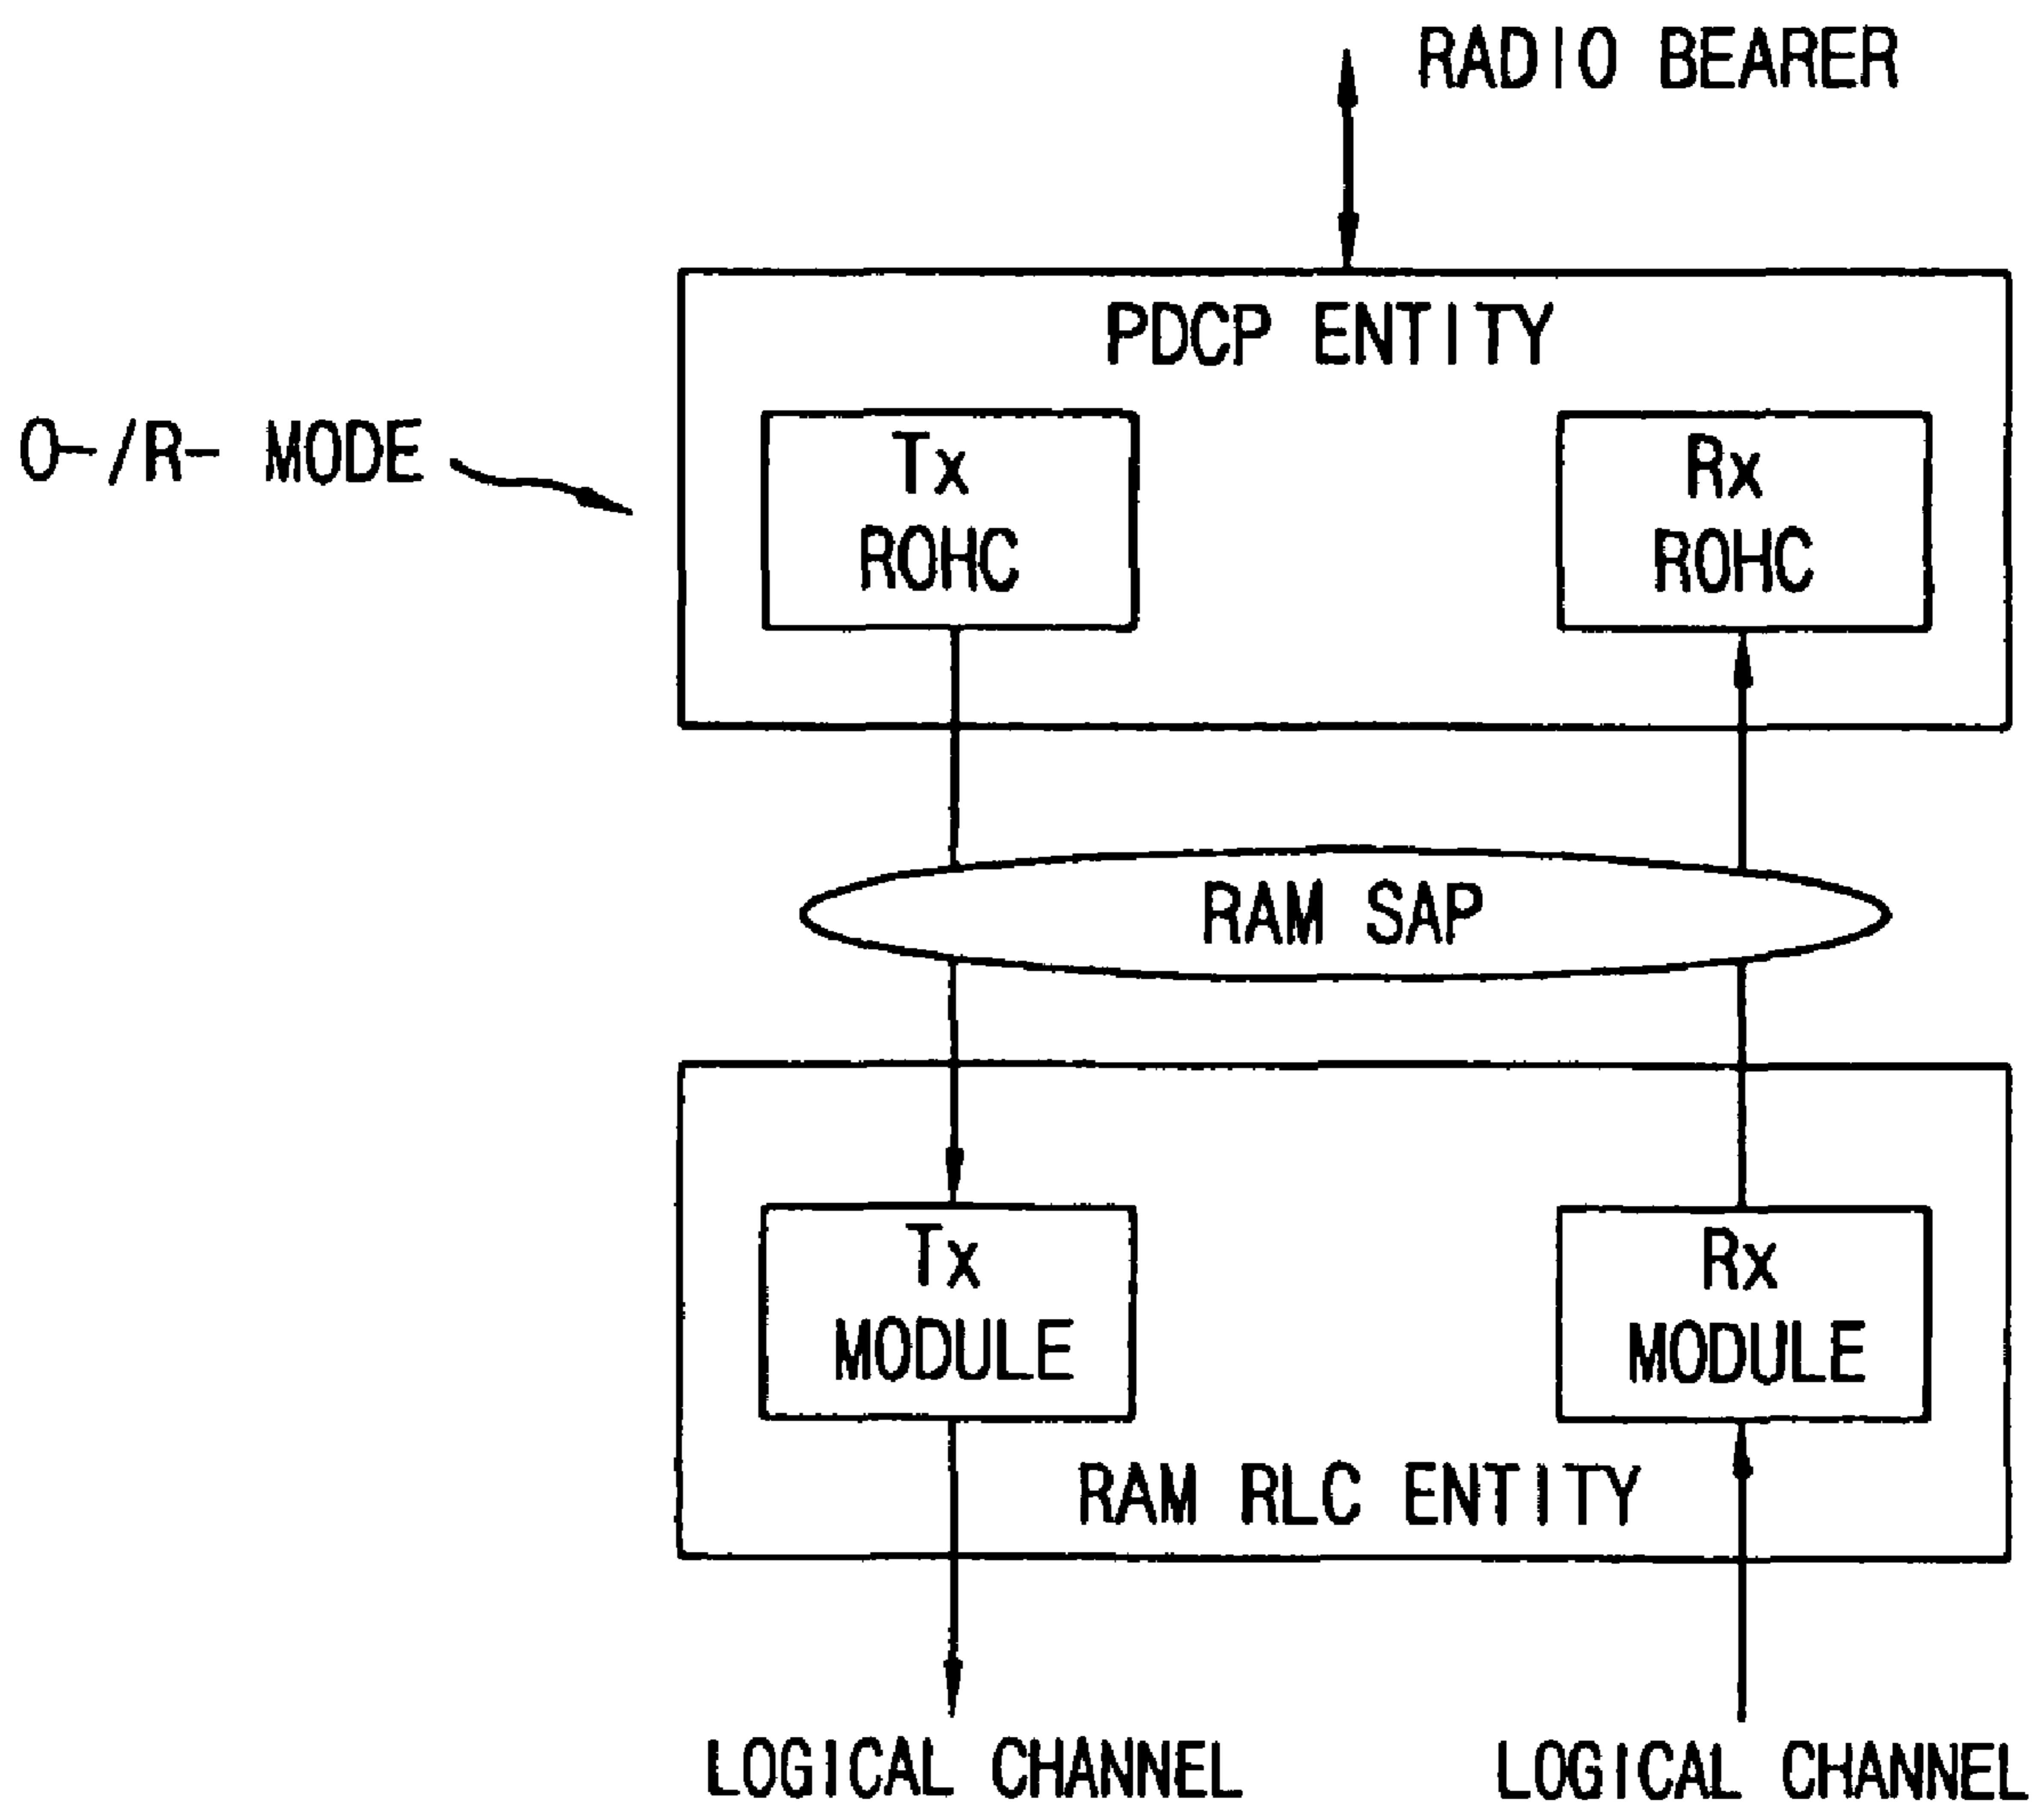 RADIO BEARER
PDCP ENTITY
O-/R- MODE
Tx
ROHC
Rx
ROHC
RAM SAP
Tx
MODULE
Rx
MODULE
RAM RLC ENTITY
LOGICAL CHANNEL
LOGICAL CHANNEL